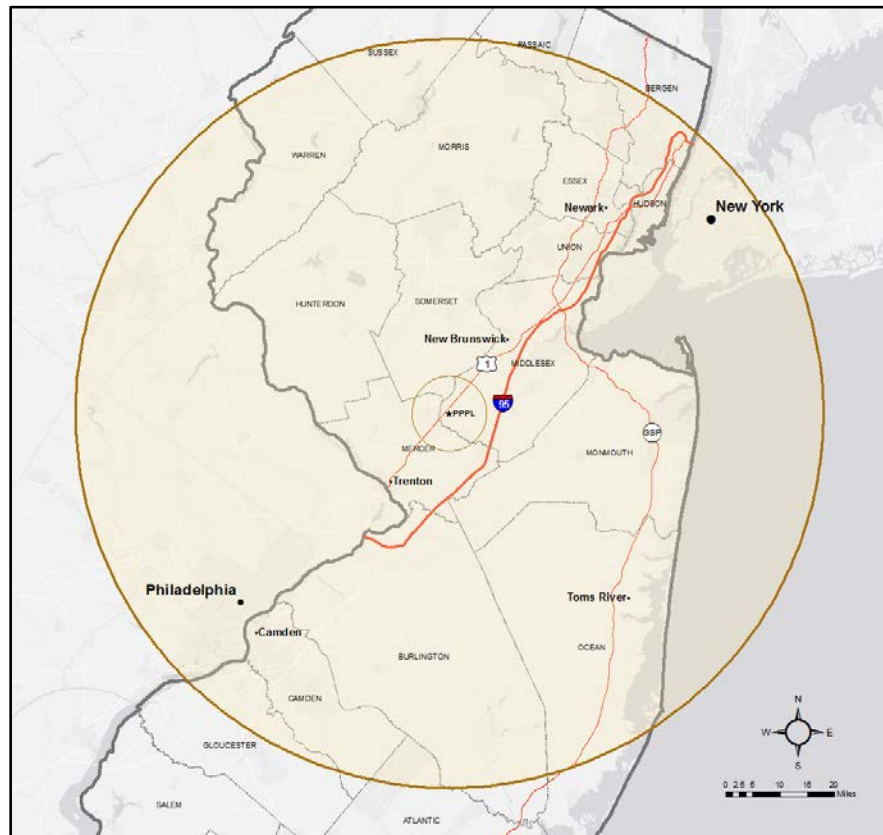 SUSSEX
PASSAIC
BERGEN
WARREN
MORRIS
ESSEX
Newark
HUDSON
New York
UNION
HUNTERDON
SOMERSET
New Brunswick
1
MIDDLESEX
95
PPPL
GSP
MERCER
MONMOUTH
Trenton
Philadelphia
Toms River
Camden
OCEAN
BURLINGTON
CAMDEN
N
W E
S
GLOUCESTER
SALEM
ATLANTIC
0 2.5 5 10 15 20
Miles